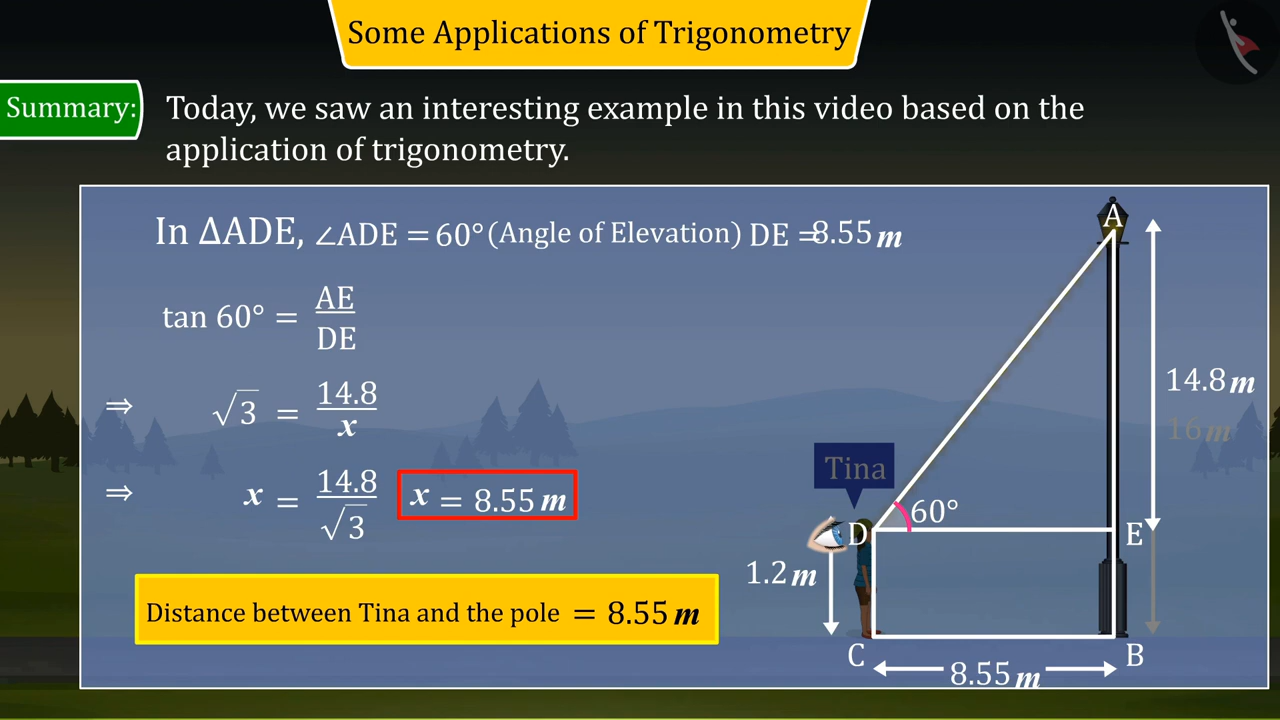 Some Applications of Trigonometry
Summary:
Today, we saw an interesting example in this video based on the
application of trigonometry.
In ΔADE, ∠ADE = 60° (Angle of Elevation) DE = 8.55 m
tan 60° = AE
DE
⇒ √3 = 14.8
x
⇒ x = 14.8
√3
x = 8.55 m
Distance between Tina and the pole = 8.55 m
A
14.8 m
16 m
Tina
60°
D
E
1.2 m
C
B
8.55 m